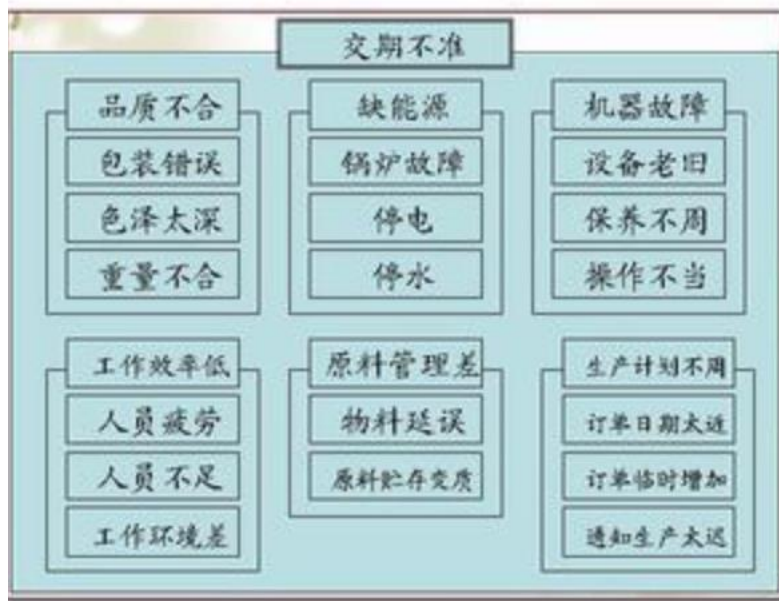 交期不准
品质不合
包装错误
色泽太深
重量不合
缺能源
锅炉故障
停电
停水
机器故障
设备老旧
保养不周
操作不当
工作效率低
人员疲劳
人员不足
工作环境差
原料管理差
物料延误
原料贮存变质
生产计划不周
订单日期太近
订单临时增加
通知生产太迟